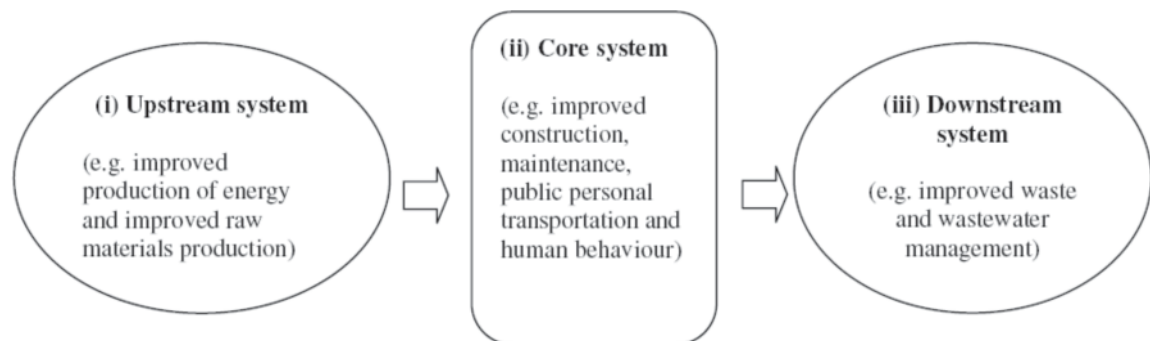 (i) Upstream system
(e.g. improved
production of energy
and improved raw
materials production)
(ii) Core system
(e.g. improved
construction,
maintenance,
public personal
transportation and
human behaviour)
(iii) Downstream
system
(e.g. improved waste
and wastewater
management)